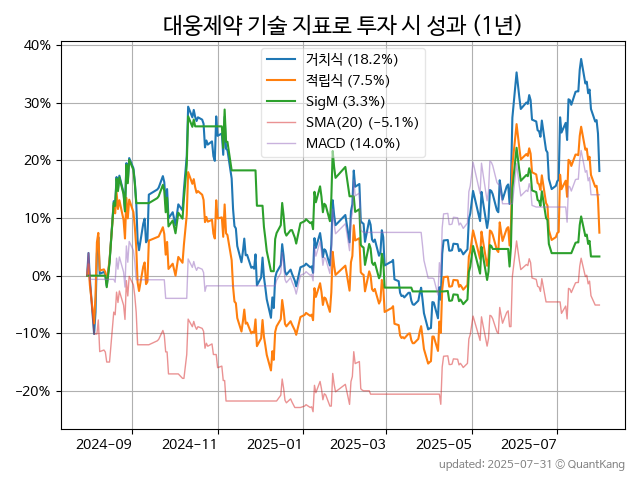 대웅제약 기술 지표로 투자 시 성과 (1년)
40%
30%
20%
10%
0%
−10%
−20%
거치식 (18.2%)
적립식 (7.5%)
SigM (3.3%)
SMA(20) (−5.1%)
MACD (14.0%)
2024-09 2024-11 2025-01 2025-03 2025-05 2025-07
updated: 2025-07-31 © QuantKang